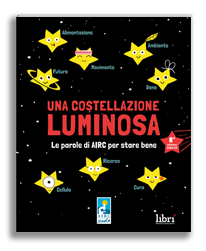 Alimentazione
Ambiente
Futuro
Movimento
Dono
UNA COSTELLAZIONE
LUMINOSA
Le parole di AIRC per stare bene
Ricerca
Cellula
Cura
libri